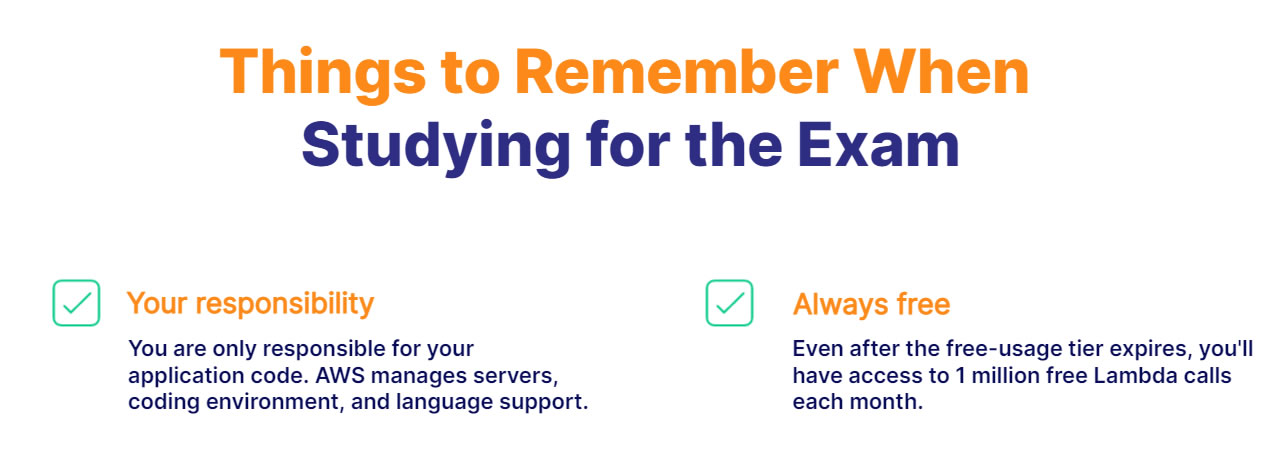 Things to Remember When
Studying for the Exam
Your responsibility
You are only responsible for your
application code. AWS manages servers,
coding environment, and language support.
Always free
Even after the free-usage tier expires, you'll
have access to 1 million free Lambda calls
each month.